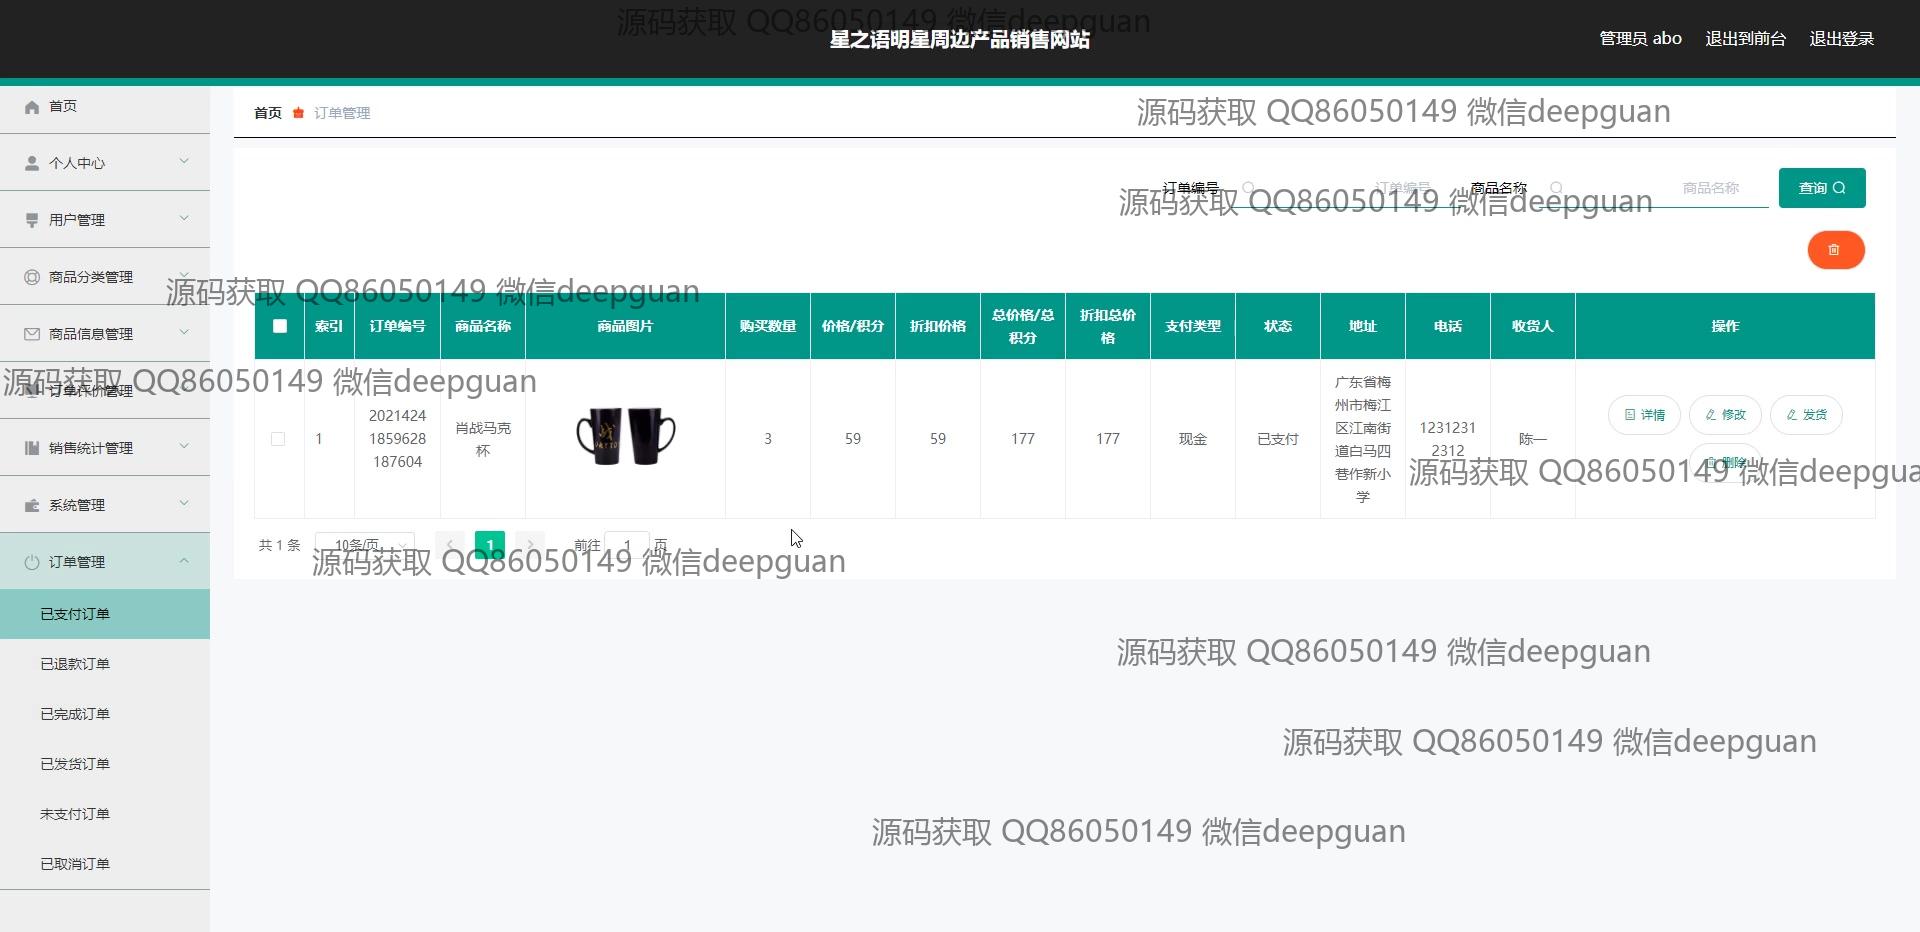 源码获取 QQ86050149 微信deepguan
星之语明星周边产品销售网站
管理员 abo 退出到前台 退出登录
首页
首页 订单管理
源码获取 QQ86050149 微信deepguan
个人中心
订单编号 订单编号 商品名称 商品名称 查询
源码获取 QQ86050149 微信deepguan
用户管理
商品分类管理
源码获取 QQ86050149 微信deepguan
商品信息管理
索引 订单编号 商品名称 商品图片 购买数量 价格/积分 折扣价格 总价格/总积分 折扣总价格 支付类型 状态 地址 电话 收货人 操作
源码获取 QQ86050149 微信deepguan
订单评价管理
1
2021424
1859628
187604
肖战马克
杯
3
59
59
177
177
现金
已支付
广东省梅
州市梅江
区江南街
道白马四
巷作新小
学
1231231
2312
陈一
详情 修改 发货
删除
源码获取 QQ86050149 微信deepgua
销售统计管理
系统管理
共 1 条 10条/页 1 前往 1 页
源码获取 QQ86050149 微信deepguan
订单管理
已支付订单
源码获取 QQ86050149 微信deepguan
已退款订单
已完成订单
源码获取 QQ86050149 微信deepguan
已发货订单
未支付订单
源码获取 QQ86050149 微信deepguan
已取消订单